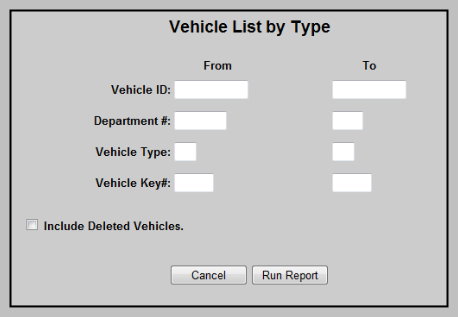 Vehicle List by Type
From To
Vehicle ID:
Department #:
Vehicle Type:
Vehicle Key#:
Include Deleted Vehicles.
Cancel Run Report